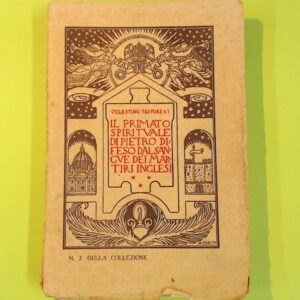 CELESTINO TESTORE S I
IL PRIMATO
SPIRITVALE
DI PIETRO DI
FESO DAL SAN
GVE DEI MAR
TIRI INGLESI
N. 2 DELLA COLLEZIONE